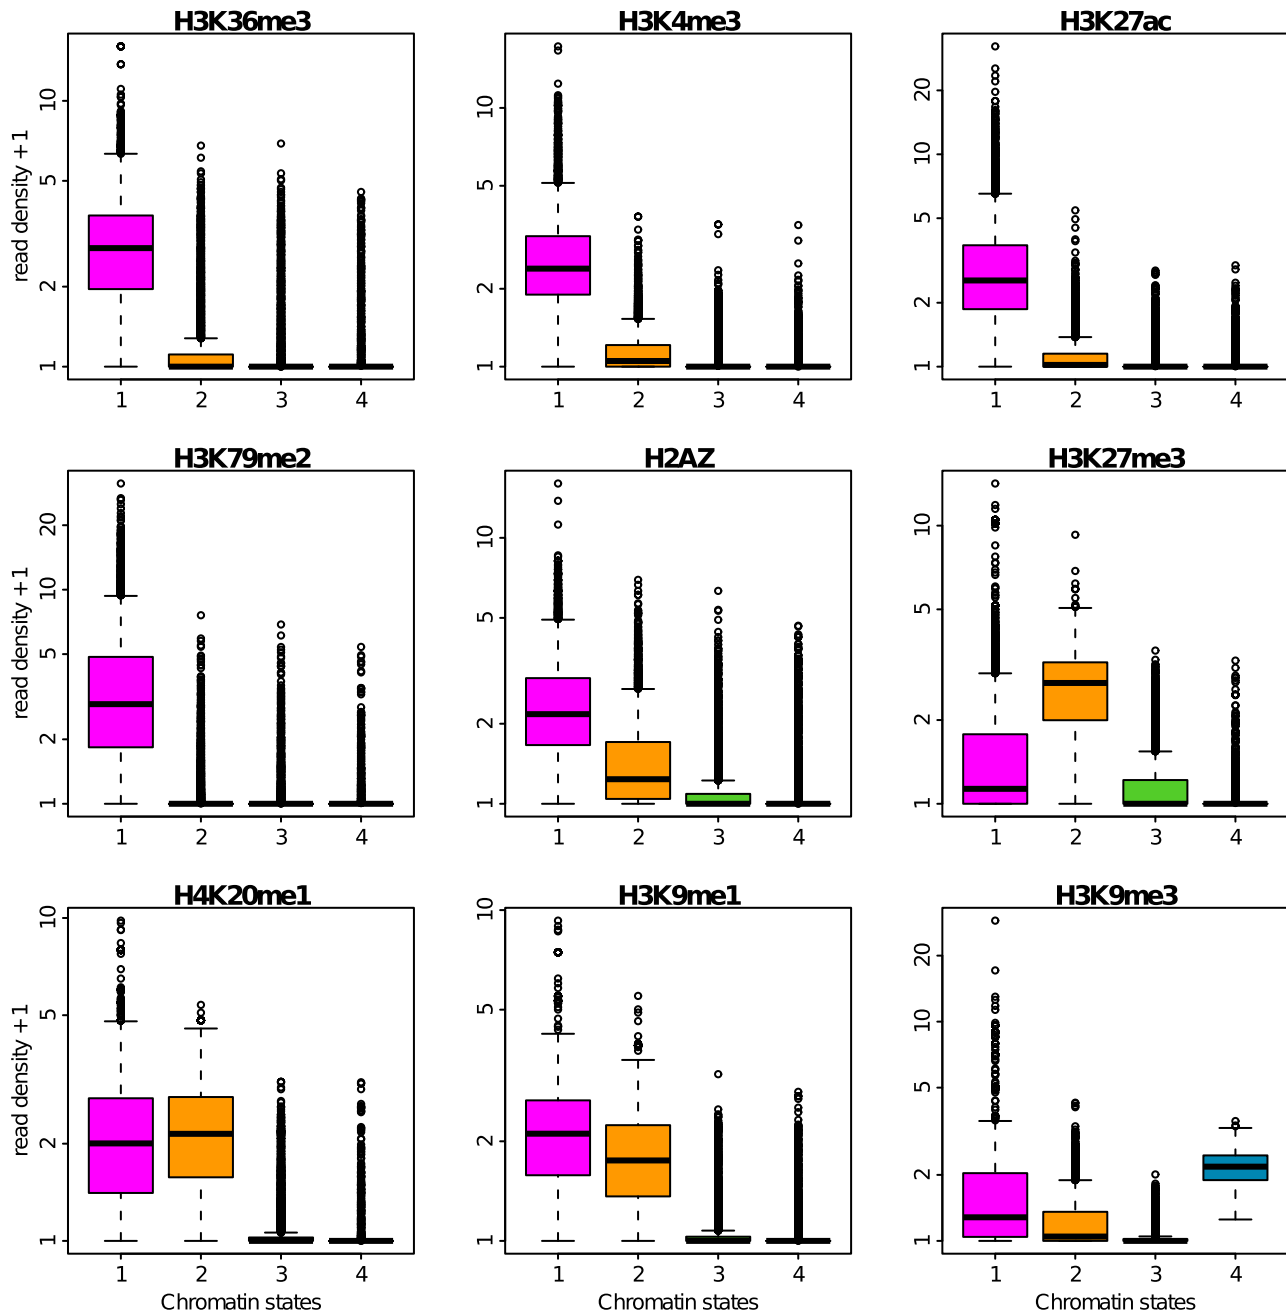 H3K36me3 H3K4me3 H3K27ac
read density + 1
10
5
2
1
1 2 3 4
10
5
2
1
1 2 3 4
20
10
5
2
1
1 2 3 4
H3K79me2 H2AZ H3K27me3
read density + 1
20
10
5
2
1
1 2 3 4
10
5
2
1
1 2 3 4
10
5
2
1
1 2 3 4
H4K20me1 H3K9me1 H3K9me3
read density + 1
10
5
2
1
1 2 3 4
Chromatin states
10
5
2
1
1 2 3 4
Chromatin states
20
10
5
2
1
1 2 3 4
Chromatin states